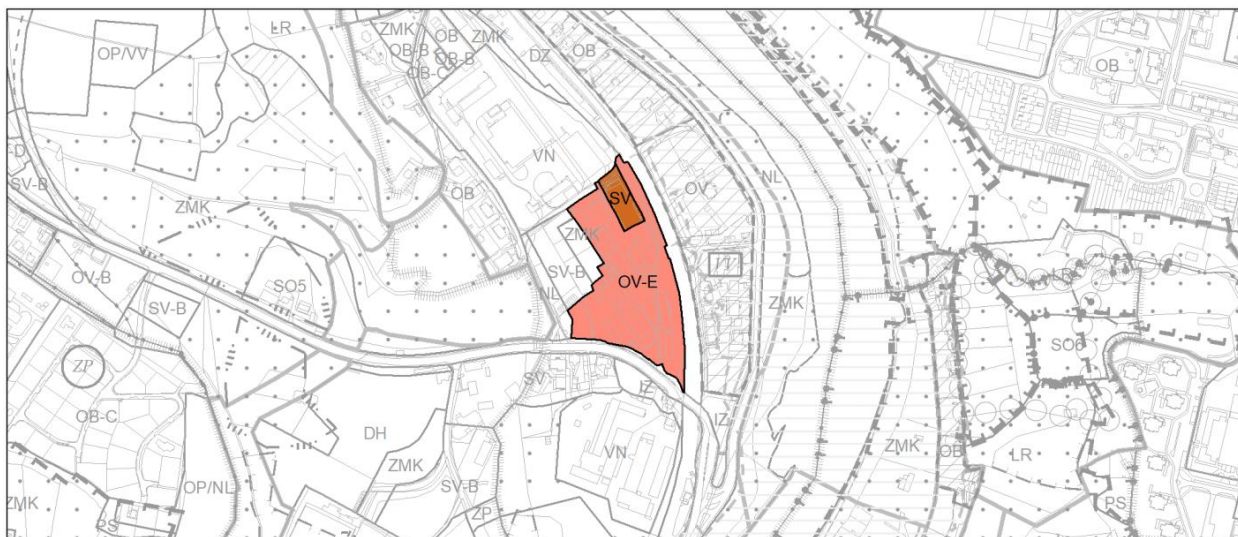 LR
ZMK
OB
ZMK
OP/VV
OB-B
OB-B
OB-C
DZ
OB
OB
VN
SV-B
ZMK
OB
SV
OV
NL
ZMK
OV-B
SV-B
SO5
SV-B
NL
OV-E
ZMK
LR
ZP
SV
IZ
IZ
SO6
OB-C
DH
VN
ZMK
ZMK
OB
LR
OP/NL
SV-B
ZMK
PS
ZP
PS